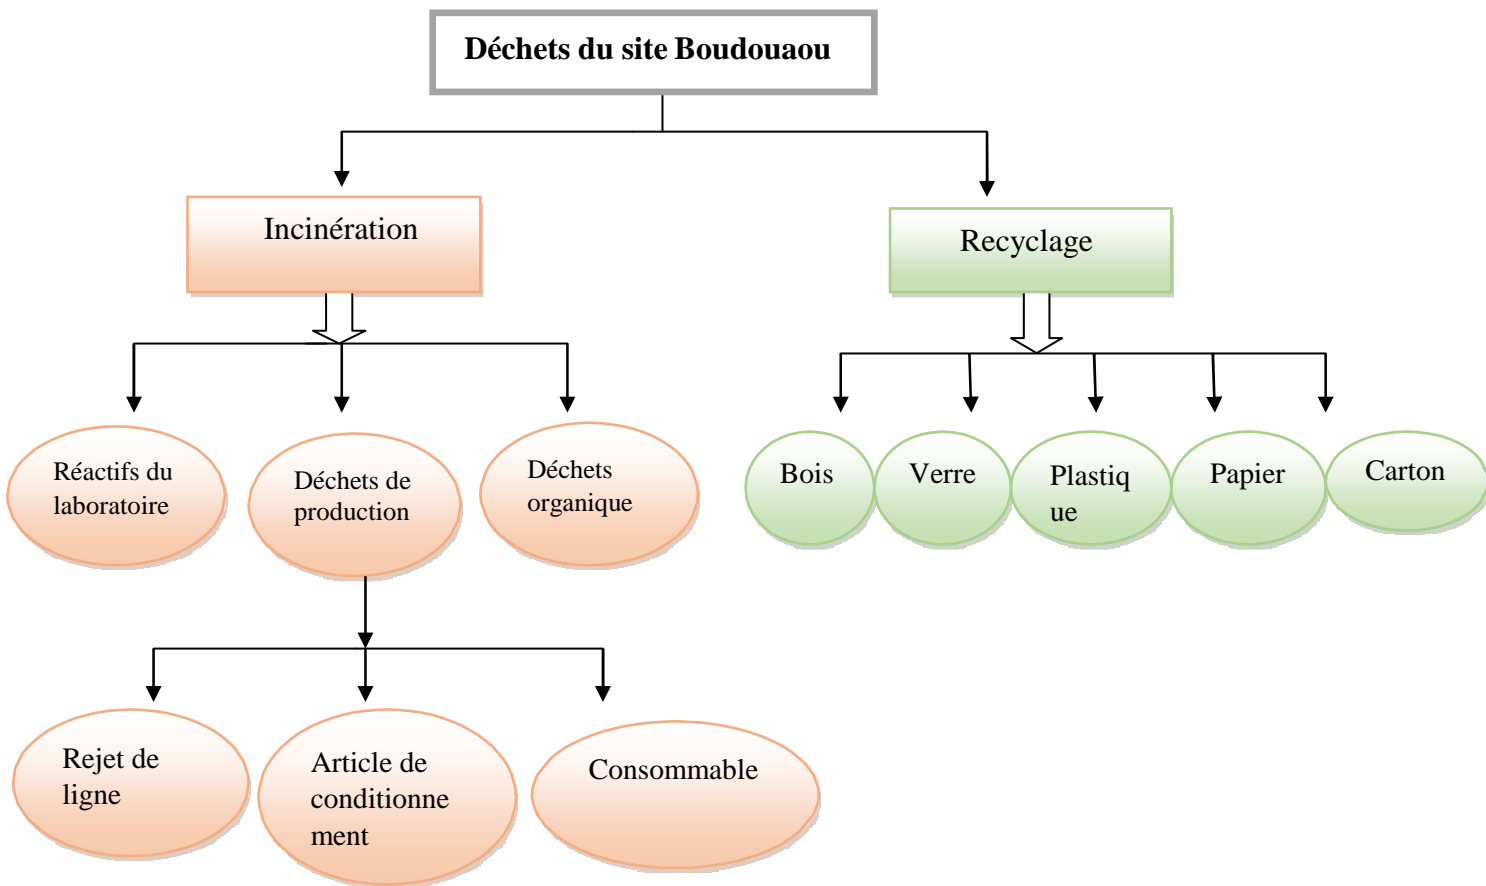 Déchets du site Boudouaou
Incinération
Recyclage
Réactifs du
laboratoire
Déchets de
production
Déchets
organique
Bois
Verre
Plastiq
ue
Papier
Carton
Rejet de
ligne
Article de
conditionne
ment
Consommable